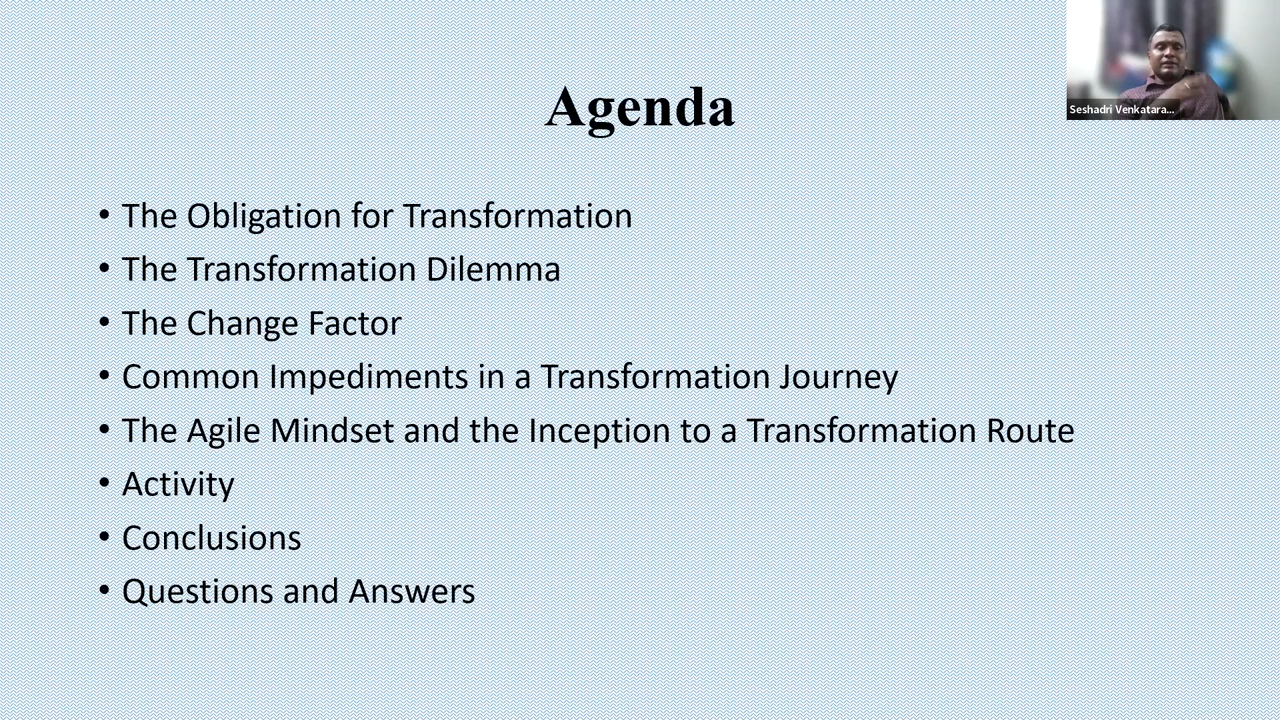 Agenda
Seshadri Venkatara...
• The Obligation for Transformation
• The Transformation Dilemma
• The Change Factor
• Common Impediments in a Transformation Journey
• The Agile Mindset and the Inception to a Transformation Route
• Activity
• Conclusions
• Questions and Answers